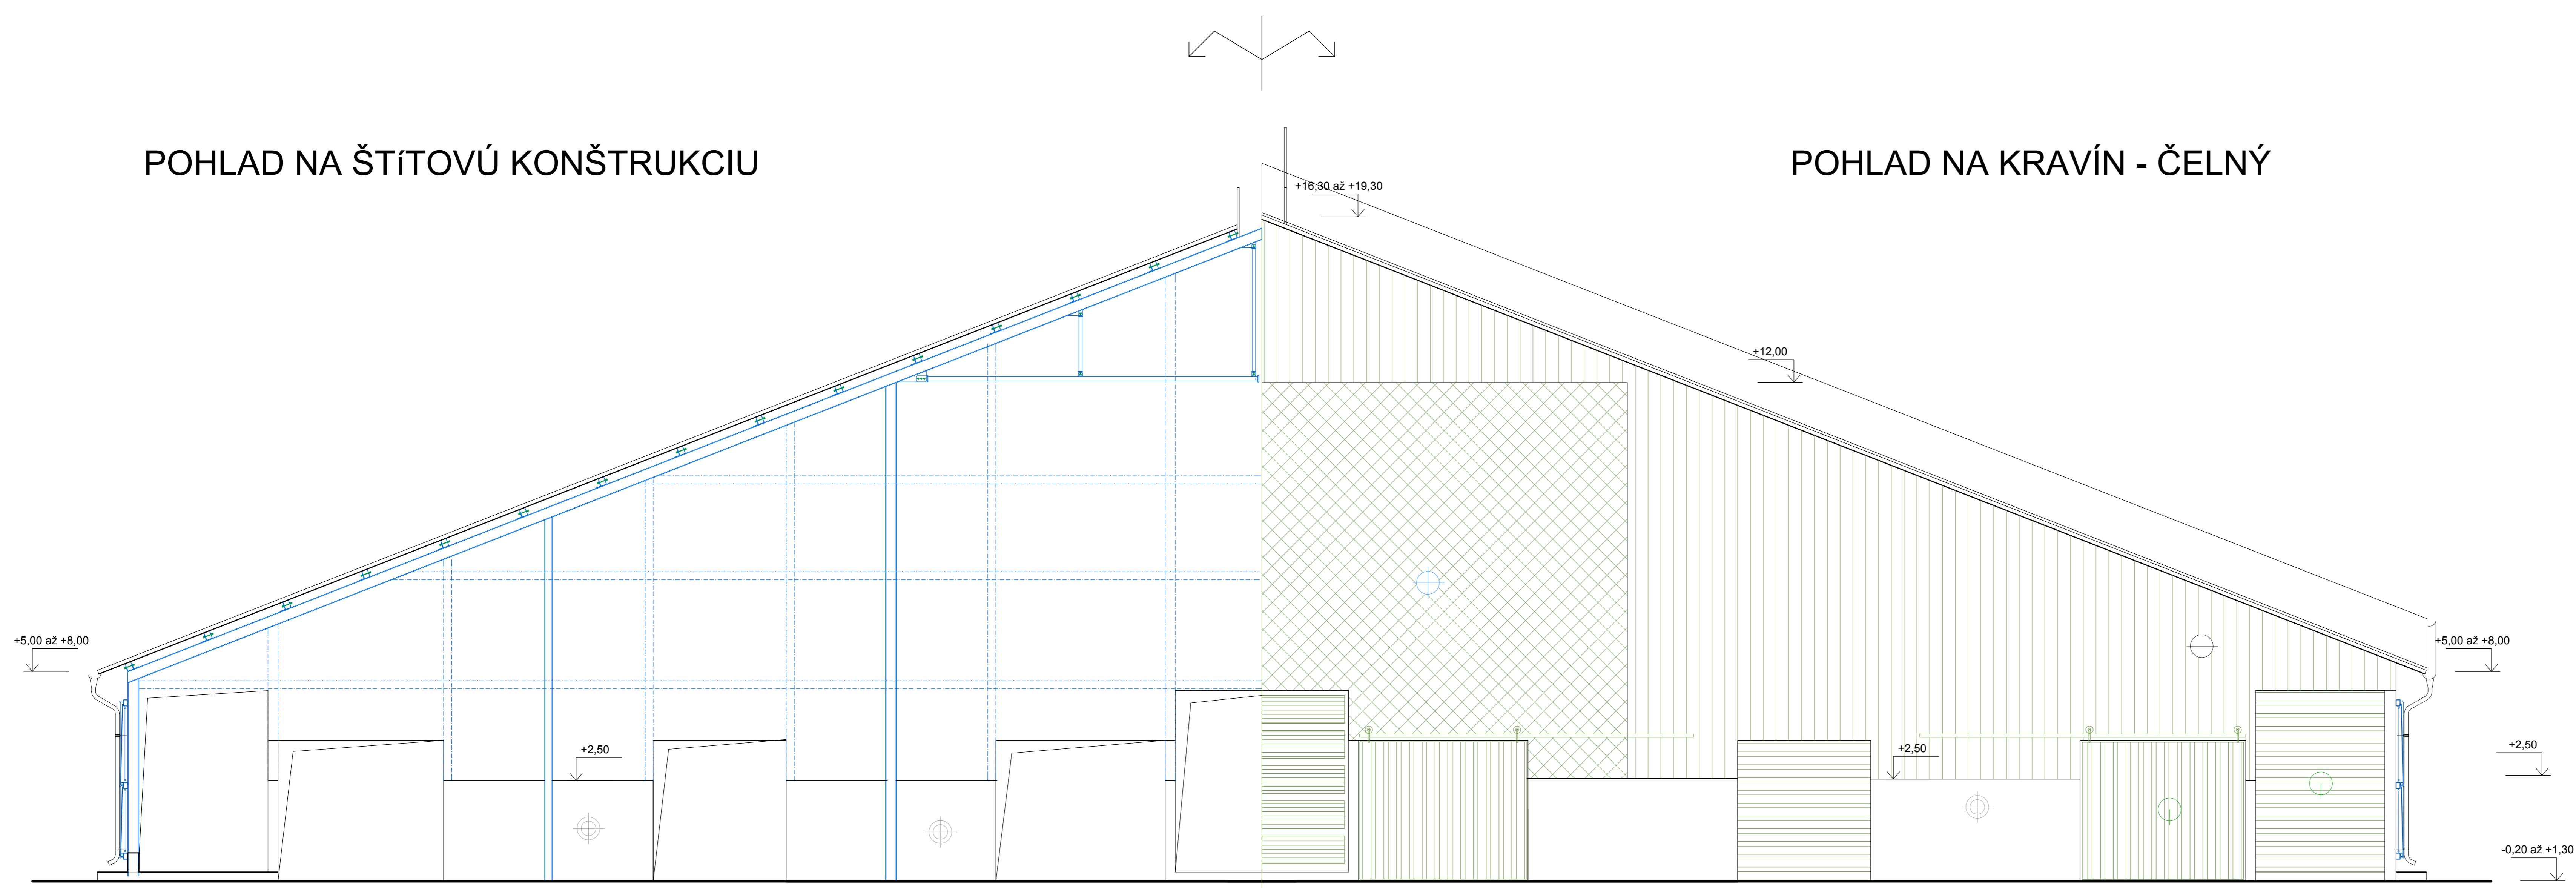 POHLAD NA ŠTíTOVÚ KONŠTRUKCIU
POHLAD NA KRAVÍN - ČELNÝ
+16,30 až +19,30
+12,00
+5,00 až +8,00
+5,00 až +8,00
+2,50
+2,50
+2,50
-0,20 až +1,30